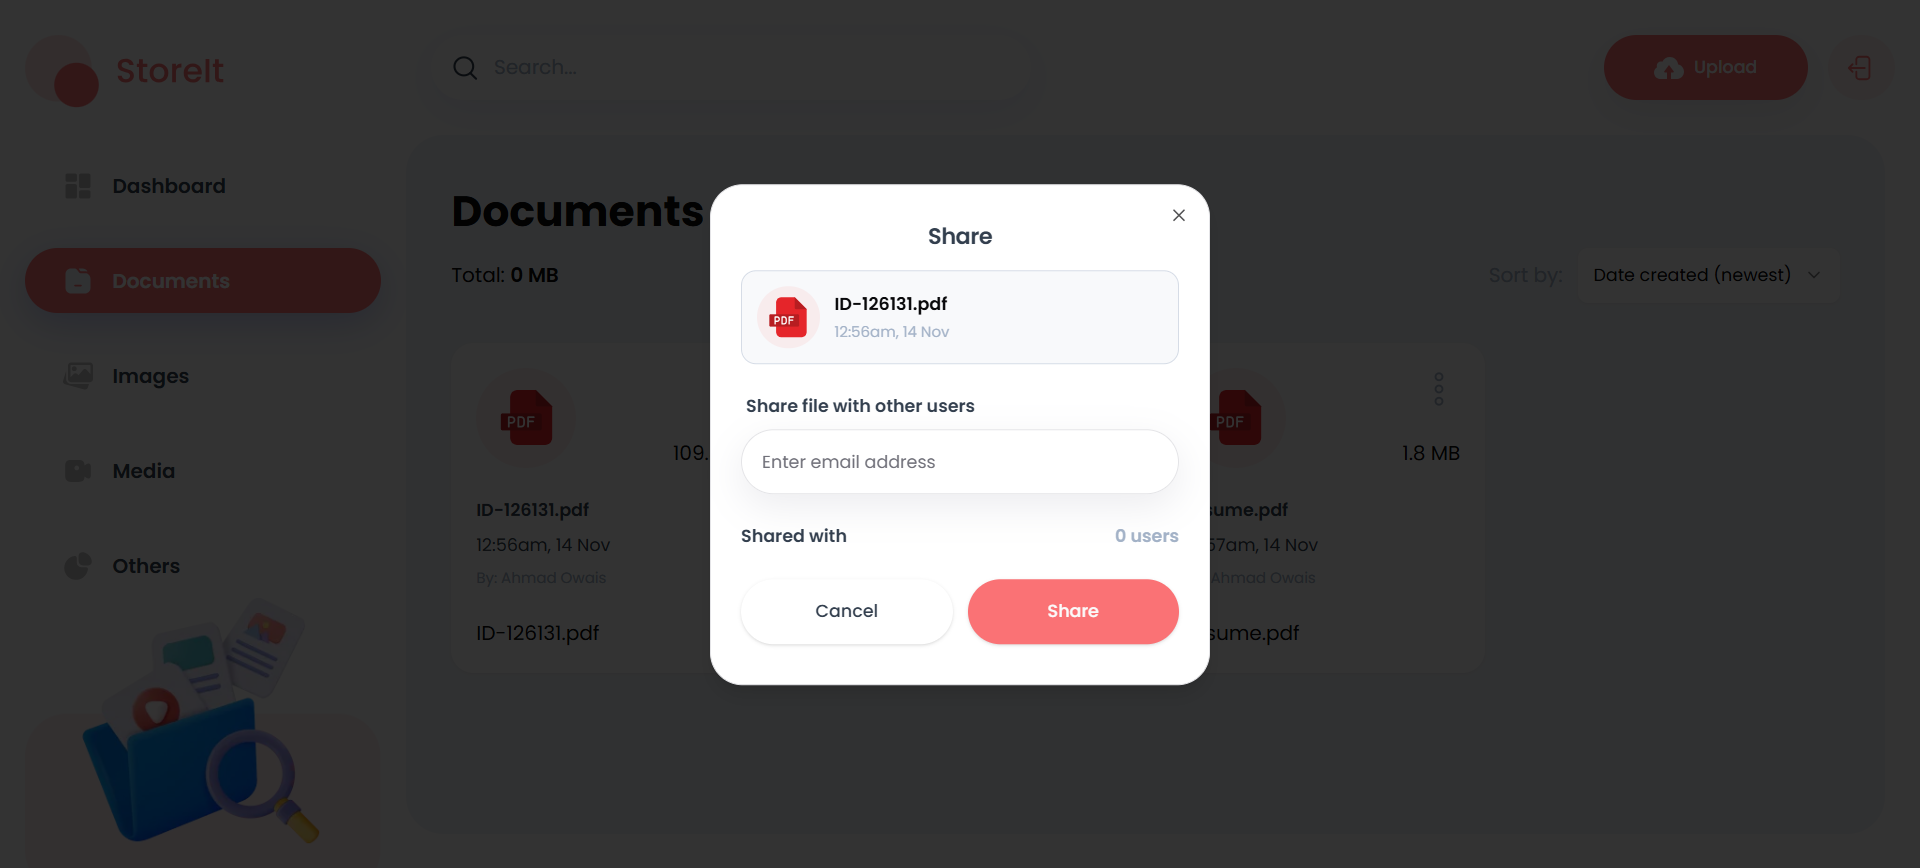 StoreIt
Search...
Upload
Dashboard
Documents
Images
Media
Others
Documents
Total: 0 MB
Sort by:
Date created (newest)
PDF
109.
ID-126131.pdf
12:56am, 14 Nov
By: Ahmad Owais
ID-126131.pdf
PDF
1.8 MB
sume.pdf
57am, 14 Nov
Ahmad Owais
sume.pdf
Share
PDF
ID-126131.pdf
12:56am, 14 Nov
Share file with other users
Enter email address
Shared with
0 users
Cancel
Share